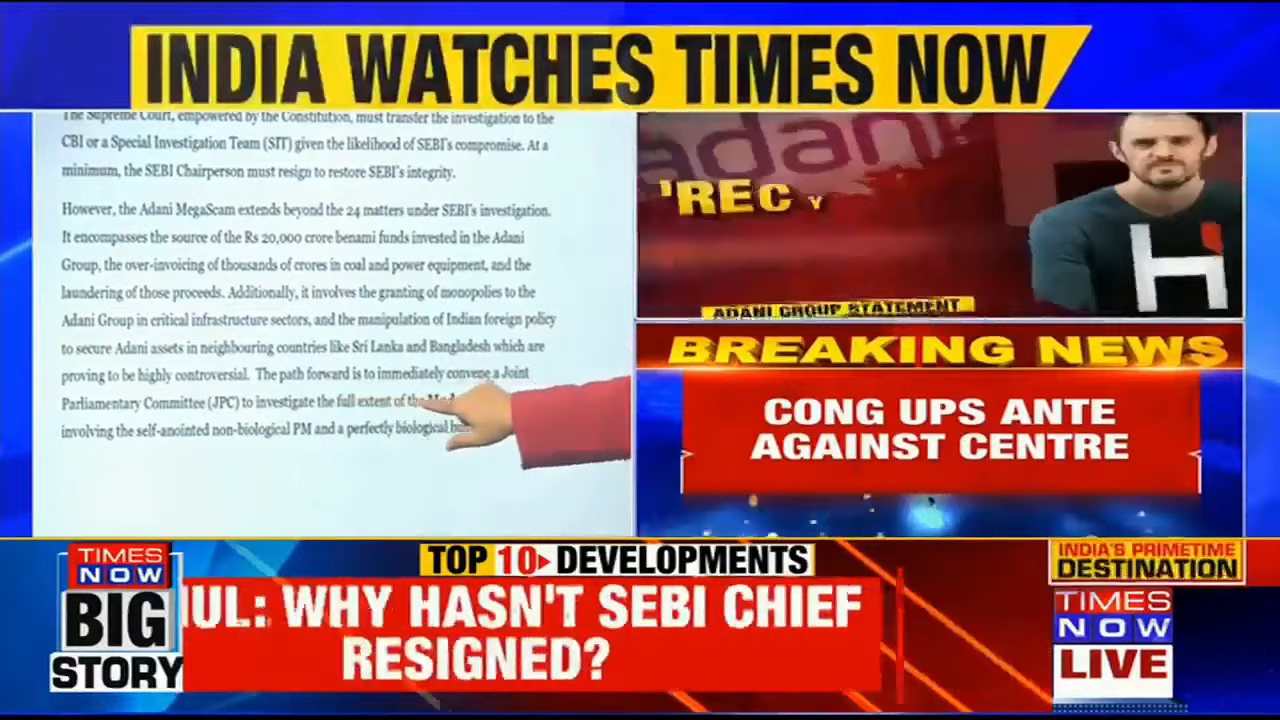 INDIA WATCHES TIMES NOW
The Supreme Court, empowered by the Constitution, must transfer the investigation to the
CBI or a Special Investigation Team (SIT) given the likelihood of SEBI's compromise. At a
minimum, the SEBI Chairperson must resign to restore SEBI's integrity.
However, the Adani MegaScam extends beyond the 24 matters under SEBI's investigation.
It encompasses the source of the Rs 20,000 crore benami funds invested in the Adani
Group, the over-invoicing of thousands of crores in coal and power equipment, and the
laundering of those proceeds. Additionally, it involves the granting of monopolies to the
Adani Group in critical infrastructure sectors, and the manipulation of Indian foreign policy
to secure Adani assets in neighbouring countries like Sri Lanka and Bangladesh which are
proving to be highly controversial. The path forward is to immediately convene a Joint
Parliamentary Committee (JPC) to investigate the full extent of the
involving the self-anointed non-biological PM and a perfectly biological
adani
'REC Y
H
ADANI GROUP STATEMENT
BREAKING NEWS
CONG UPS ANTE
AGAINST CENTRE
TIMES
NOW
BIG
STORY
TOP 10 DEVELOPMENTS
HUL: WHY HASN'T SEBI CHIEF
RESIGNED?
INDIA'S PRIMETIME
DESTINATION
TIMES
NOW
LIVE